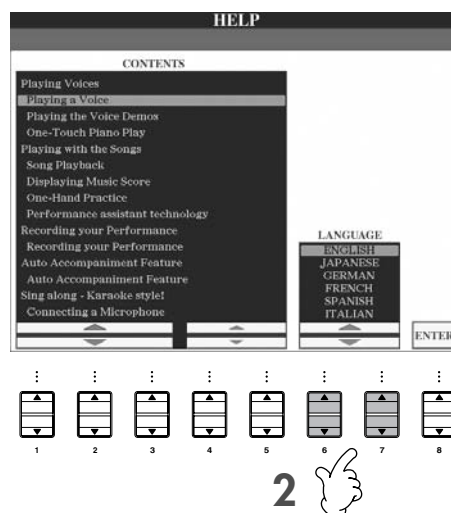 HELP
CONTENTS
Playing Voices
Playing a Voice
Playing the Voice Demos
One-Touch Piano Play
Playing with the Songs
Song Playback
Displaying Music Score
One-Hand Practice
Performance assistant technology
Recording your Performance
Recording your Performance
Auto Accompaniment Feature
Auto Accompaniment Feature
Sing along - Karaoke style!
Connecting a Microphone
LANGUAGE
ENGLISH
JAPANESE
GERMAN
FRENCH
SPANISH
ITALIAN
ENTER
1 2 3 4 5 6 7 8
2